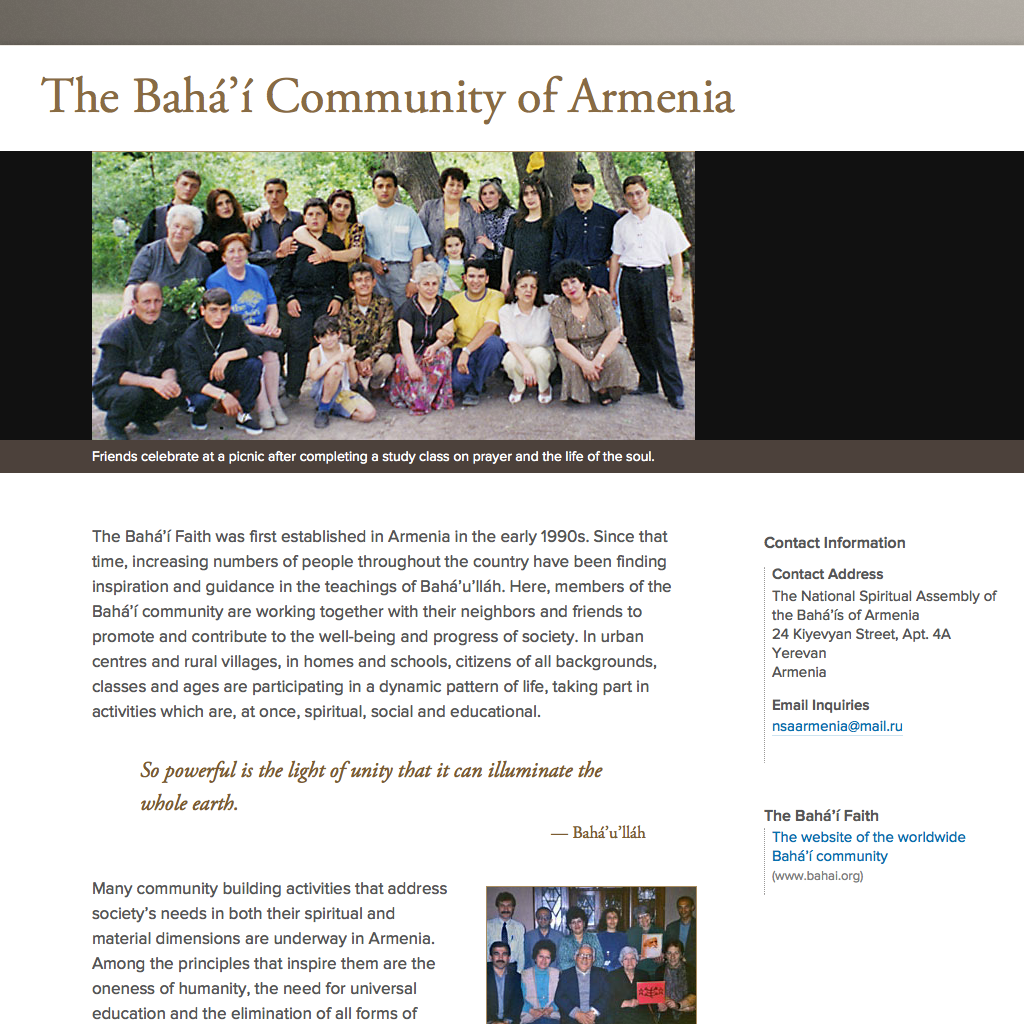 The Bahá’í Community of Armenia
Friends celebrate at a picnic after completing a study class on prayer and the life of the soul.
The Bahá’í Faith was first established in Armenia in the early 1990s. Since that
time, increasing numbers of people throughout the country have been finding
inspiration and guidance in the teachings of Bahá’u’lláh. Here, members of the
Bahá’í community are working together with their neighbors and friends to
promote and contribute to the well-being and progress of society. In urban
centres and rural villages, in homes and schools, citizens of all backgrounds,
classes and ages are participating in a dynamic pattern of life, taking part in
activities which are, at once, spiritual, social and educational.
So powerful is the light of unity that it can illuminate the
whole earth.
— Bahá’u’lláh
Many community building activities that address
society’s needs in both their spiritual and
material dimensions are underway in Armenia.
Among the principles that inspire them are the
oneness of humanity, the need for universal
education and the elimination of all forms of
Contact Information
Contact Address
The National Spiritual Assembly of
the Bahá’ís of Armenia
24 Kiyevyan Street, Apt. 4A
Yerevan
Armenia
Email Inquiries
nsaarmenia@mail.ru
The Bahá’í Faith
The website of the worldwide
Bahá’í community
(www.bahai.org)